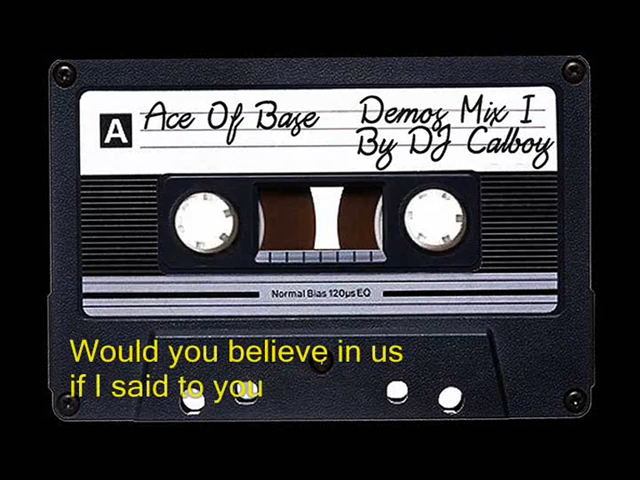 A
Ace Of Base
Demos Mix I
By DJ Calboy
Normal Bias 120µs EQ
Would you believe in us
if I said to you